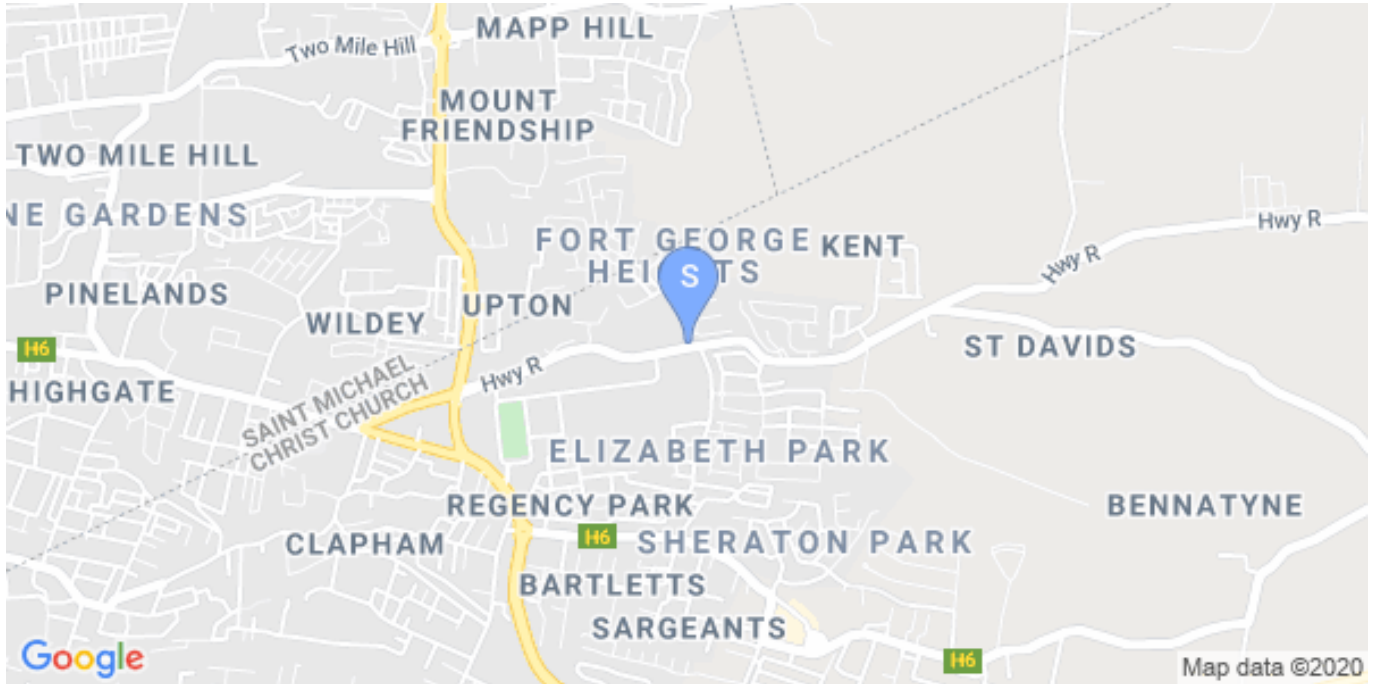 MAPP HILL
Two Mile Hill
MOUNT
FRIENDSHIP
TWO MILE HILL
NE GARDENS
Hwy R
FORT GEORGE
HEI TS
KENT
Hwy R
S
PINELANDS
UPTON
WILDEY
ST DAVIDS
H6
Hwy R
HIGHGATE
SAINT MICHAEL
CHRIST CHURCH
ELIZABETH PARK
REGENCY PARK
BENNATYNE
H6
SHERATON PARK
CLAPHAM
BARTLETTS
SARGEANTS
H6
Google
Map data ©2020